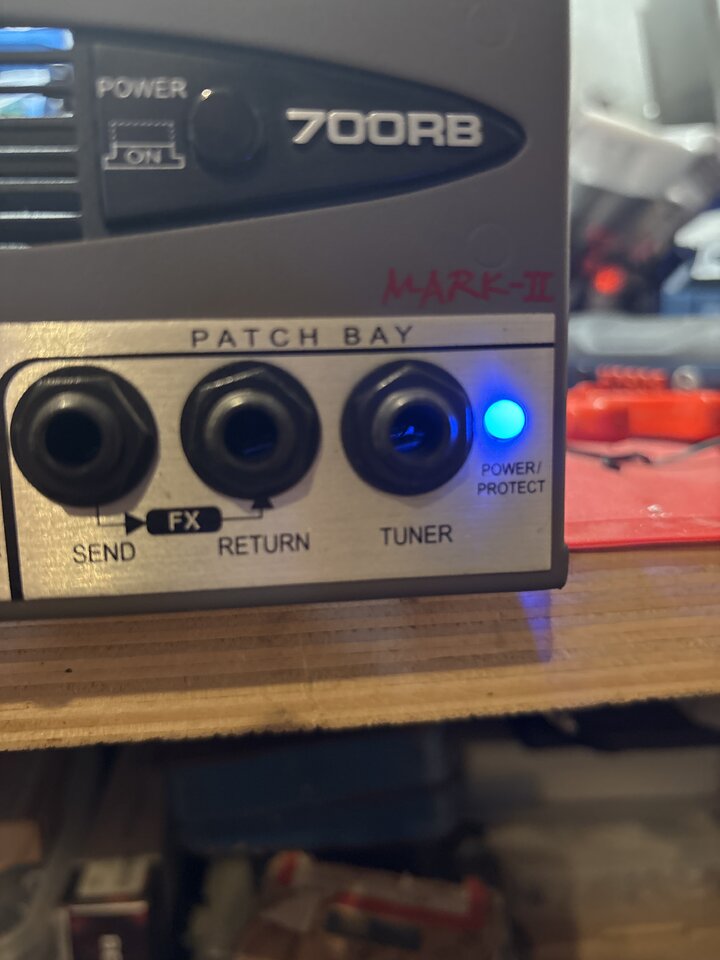 POWER
ON
700RB
MARK-II
PATCH BAY
POWER/
PROTECT
FX
SEND
RETURN
TUNER